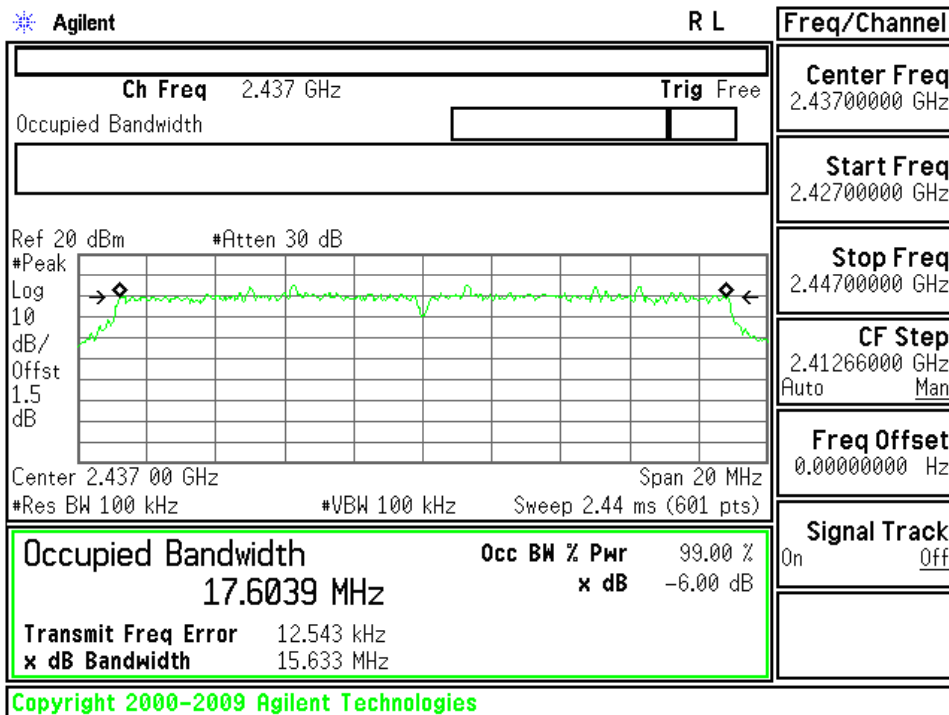 Agilent
R L
Freq/Channel
Ch Freq 2.437 GHz
Trig Free
Occupied Bandwidth
Center Freq
2.43700000 GHz
Start Freq
2.42700000 GHz
Stop Freq
2.44700000 GHz
CF Step
2.41266000 GHz
Auto Man
Freq Offset
0.00000000 Hz
Signal Track
On Off
Ref 20 dBm
#Atten 30 dB
#Peak
Log
10
dB/
Offst
1.5
dB
Center 2.437 00 GHz
Span 20 MHz
#Res BW 100 kHz
#VBW 100 kHz
Sweep 2.44 ms (601 pts)
Occupied Bandwidth
17.6039 MHz
Occ BW % Pwr 99.00 %
x dB -6.00 dB
Transmit Freq Error 12.543 kHz
x dB Bandwidth 15.633 MHz
Copyright 2000-2009 Agilent Technologies